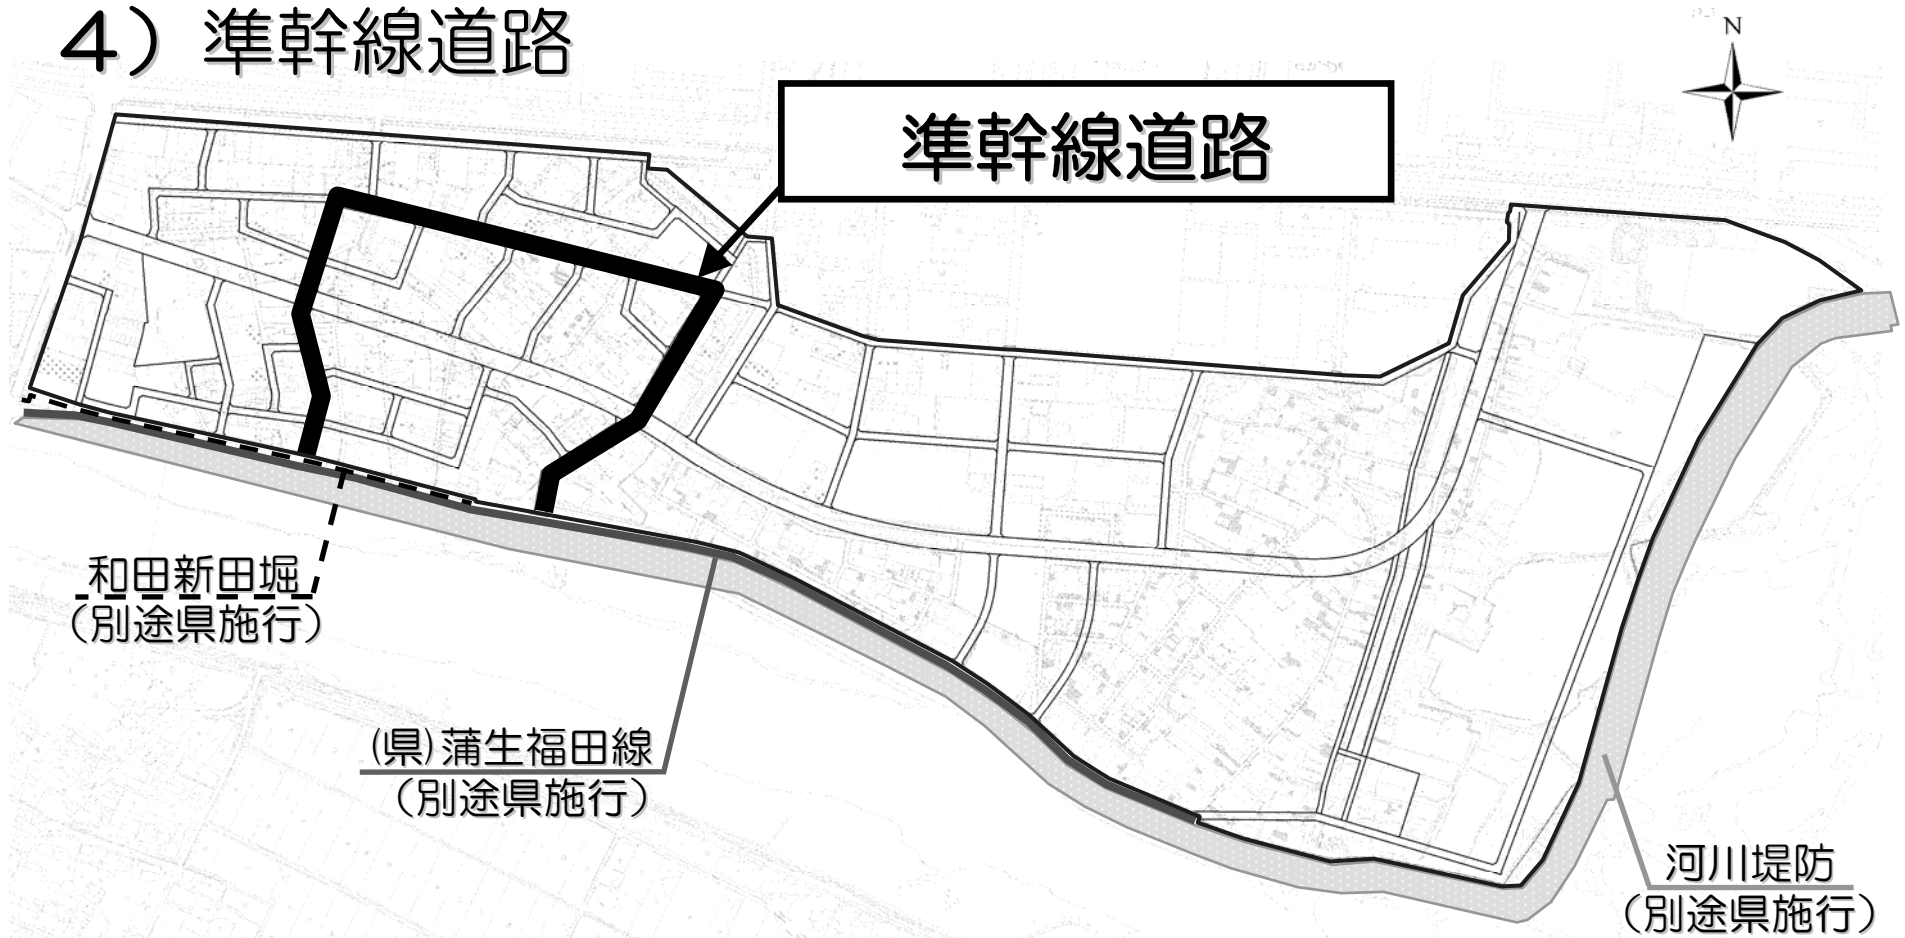 4）準幹線道路
N
準幹線道路
和田新田堀
（別途県施行）
(県)蒲生福田線
（別途県施行）
河川堤防
（別途県施行）